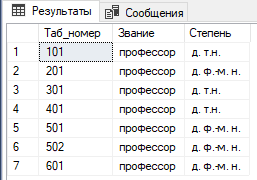 Результаты Сообщения
Таб_номер Звание Степень
1 101 профессор д. т.н.
2 201 профессор д. ф.-м. н.
3 301 профессор д. т.н.
4 401 профессор д. т.н.
5 501 профессор д. ф.-м. н.
6 502 профессор д. ф.-м. н.
7 601 профессор д. ф.-м. н.